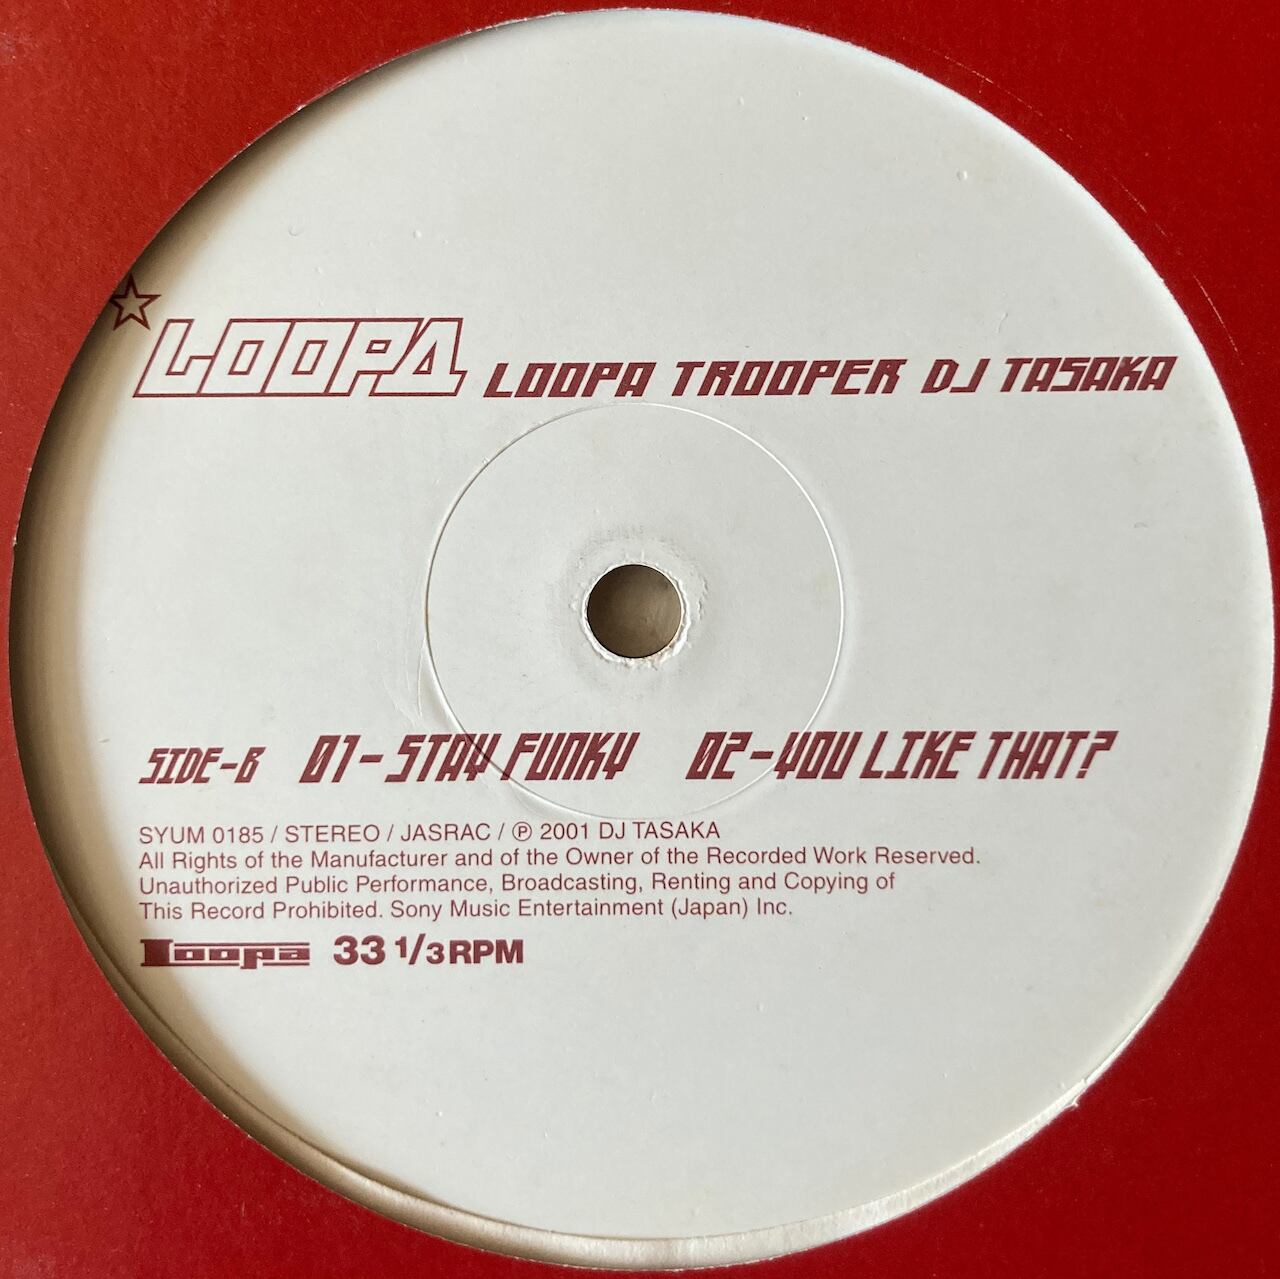 LOOPA LOOPA TROOPER DJ TASAKA
SIDE-B 01-STAY FUNKY 02-YOU LIKE THAT?
SYUM 0185 / STEREO / JASRAC / Ⓟ 2001 DJ TASAKA
All Rights of the Manufacturer and of the Owner of the Recorded Work Reserved.
Unauthorized Public Performance, Broadcasting, Renting and Copying of
This Record Prohibited. Sony Music Entertainment (Japan) Inc.
Loopa 33 1/3 RPM